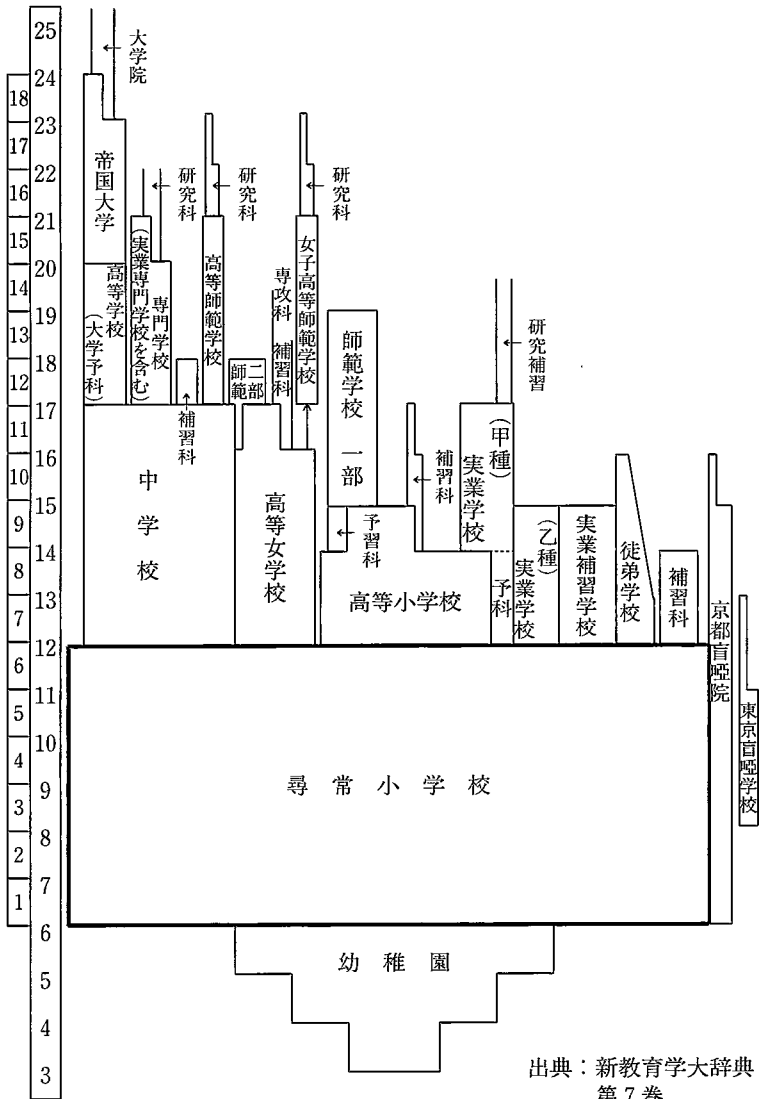 25
24
23
22
21
20
19
18
17
16
15
14
13
12
11
10
9
8
7
6
5
4
3
18
17
16
15
14
13
12
11
10
9
8
7
6
5
4
3
2
1
大学院
帝国大学
高等学校
(大学予科)
研究科
専門学校
(実業専門学校を含む)
補習科
研究科
高等師範学校
師範二部
専攻科
補習科
研究科
女子高等師範学校
師範学校 一部
研究補習
中学校
高等女学校
予習科
補習科
高等小学校
(甲種)
実業学校
予科
(乙種)
実業学校
実業補習学校
徒弟学校
補習科
京都盲啞院
東京盲啞学校
尋常小学校
幼稚園
出典:新教育学大辞典
第7巻